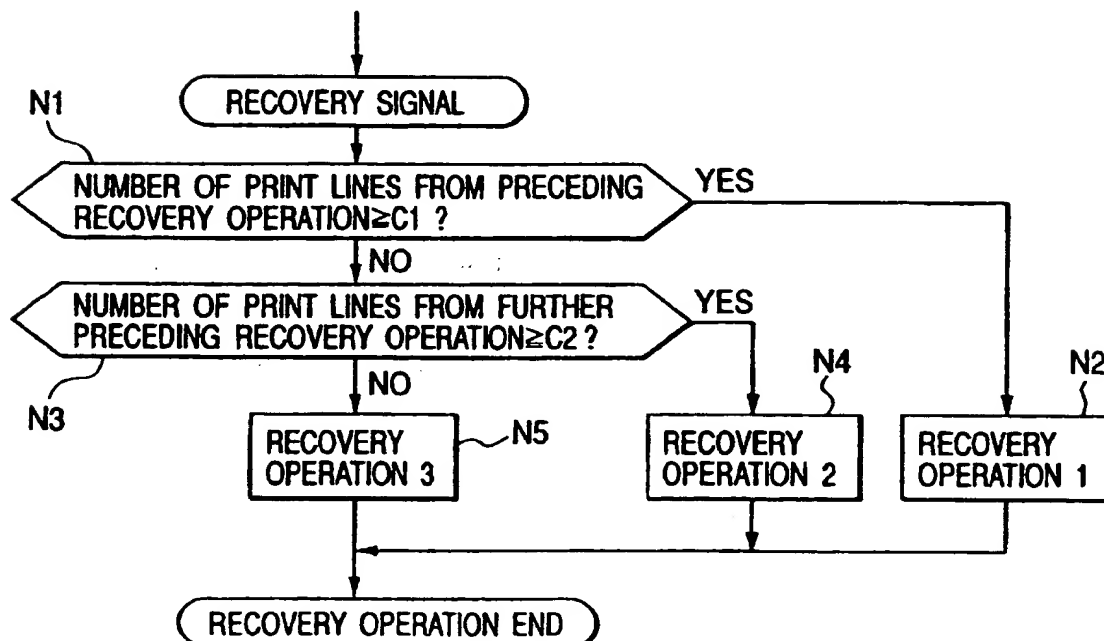 RECOVERY SIGNAL
N1
NUMBER OF PRINT LINES FROM PRECEDING
RECOVERY OPERATION≧C1 ?
YES
NO
NUMBER OF PRINT LINES FROM FURTHER
PRECEDING RECOVERY OPERATION≧C2 ?
YES
N3
NO
N4
N2
RECOVERY
OPERATION 3
N5
RECOVERY
OPERATION 2
RECOVERY
OPERATION 1
RECOVERY OPERATION END